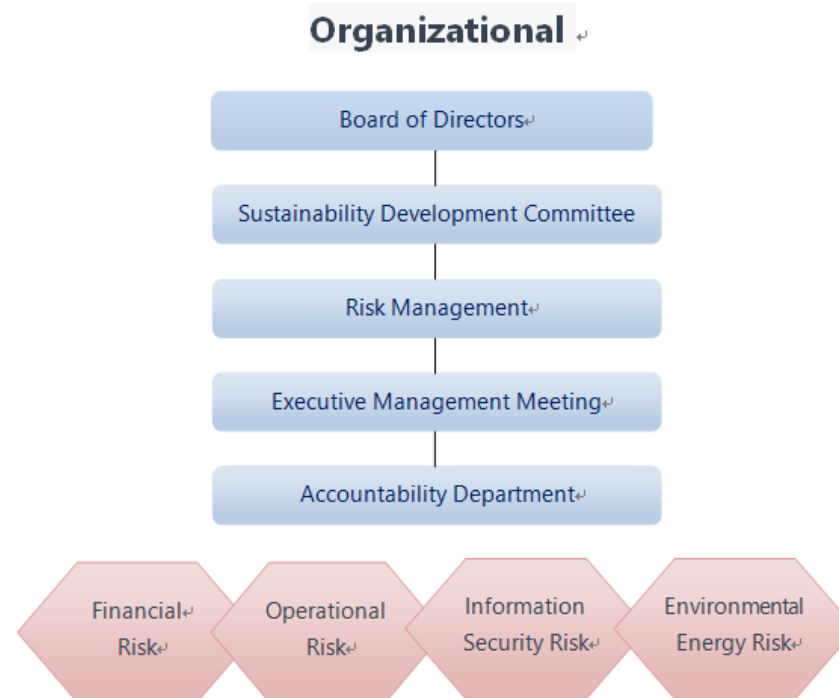 Organizational
Board of Directors
Sustainability Development Committee
Risk Management
Executive Management Meeting
Accountability Department
Financial
Risk
Operational
Risk
Information
Security Risk
Environmental
Energy Risk